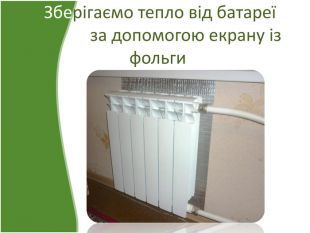 Зберігаємо тепло від батареї
за допомогою екрану із
фольги